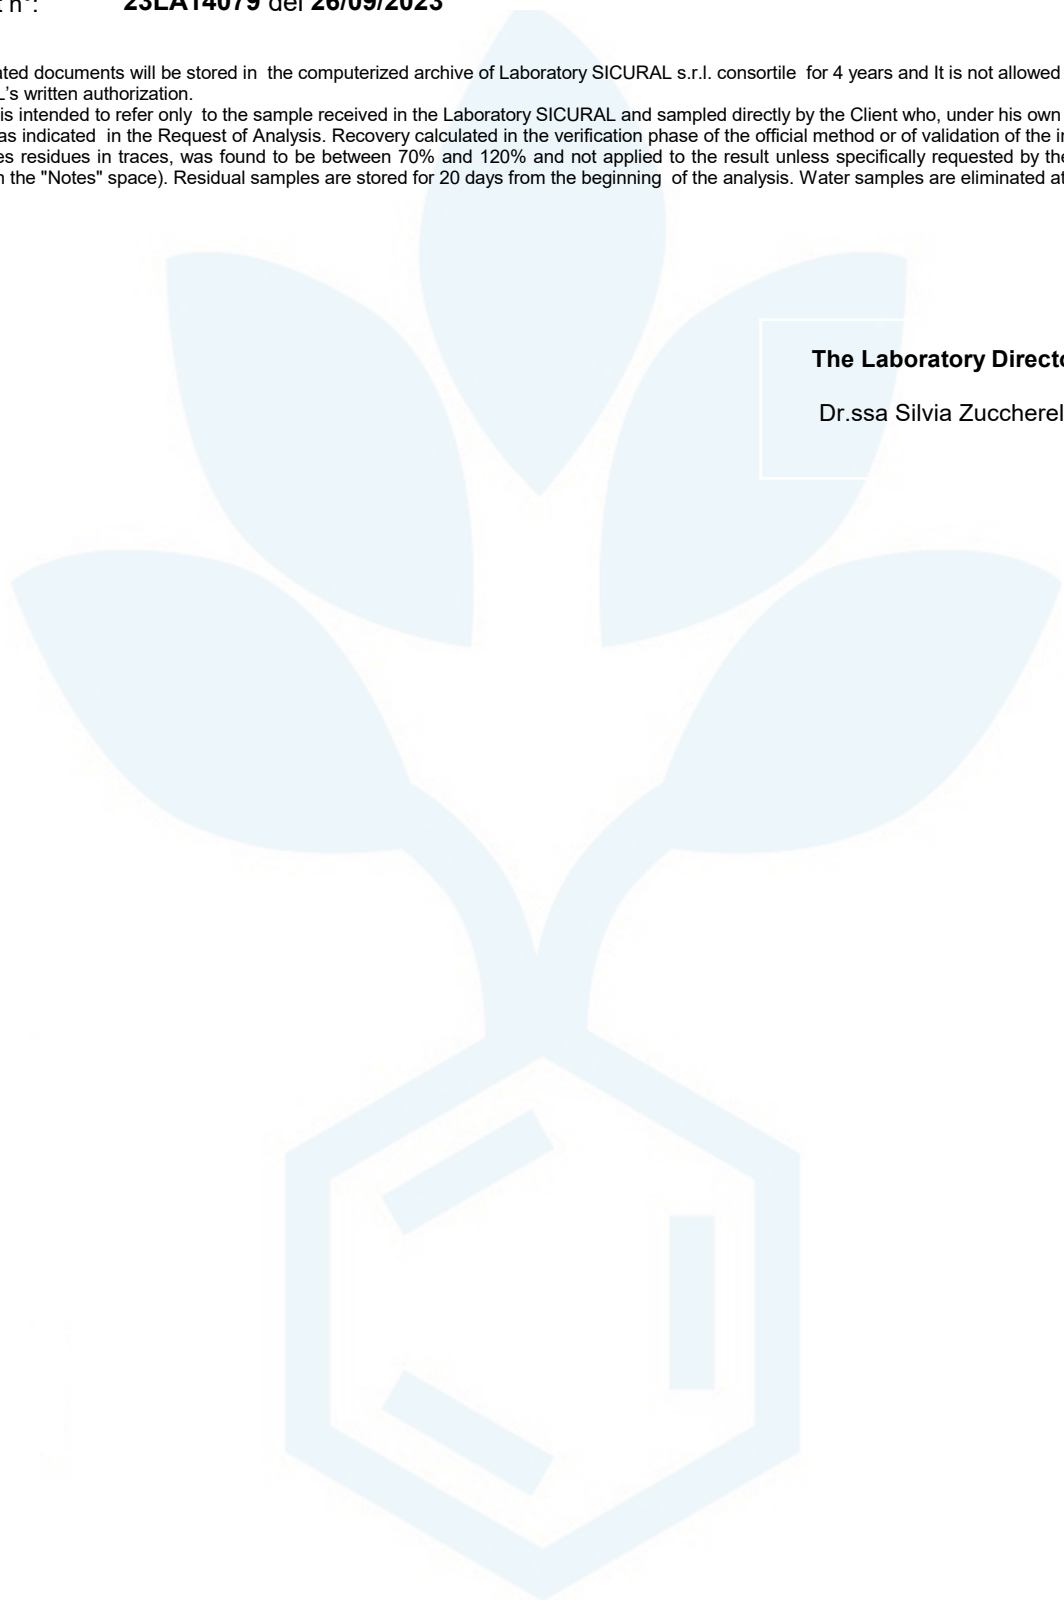 t n°: 23LA14079 del 26/09/2023
ated documents will be stored in the computerized archive of Laboratory SICURAL s.r.l. consortile for 4 years and It is not allowed
L's written authorization.
is intended to refer only to the sample received in the Laboratory SICURAL and sampled directly by the Client who, under his own
as indicated in the Request of Analysis. Recovery calculated in the verification phase of the official method or of validation of the i
es residues in traces, was found to be between 70% and 120% and not applied to the result unless specifically requested by the
n the "Notes" space). Residual samples are stored for 20 days from the beginning of the analysis. Water samples are eliminated at
The Laboratory Directo
Dr.ssa Silvia Zuccherel